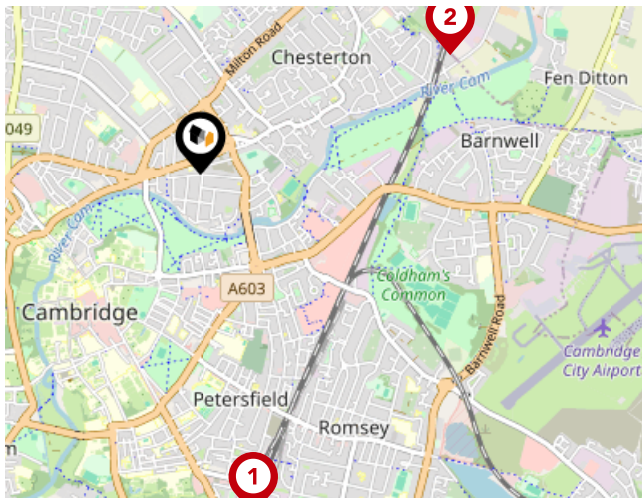 2
Milton Road
Chesterton
River Cam
Fen Ditton
049
Barnwell
River Cam
A603
Coldham's
Common
Cambridge
Barnwell Road
Cambridge
City Airport
Petersfield
Romsey
m
1